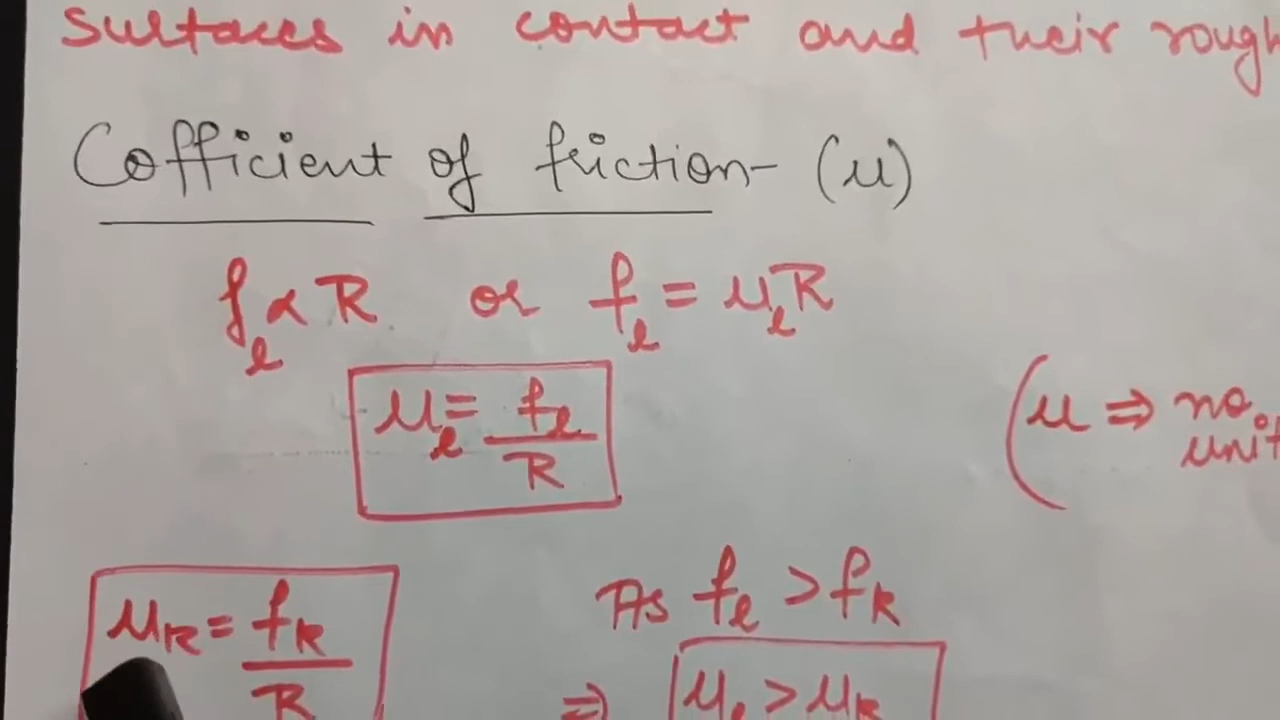 surfaces in contact and their rough
Cofficient of friction- (μ)
fₗ ∝ R or fₗ = μₗR
μₗ = fₗ/R
(μ ⇒ no unit
μₖ = fₖ/R
As fₗ > fₖ
⇒ μₗ > μₖ